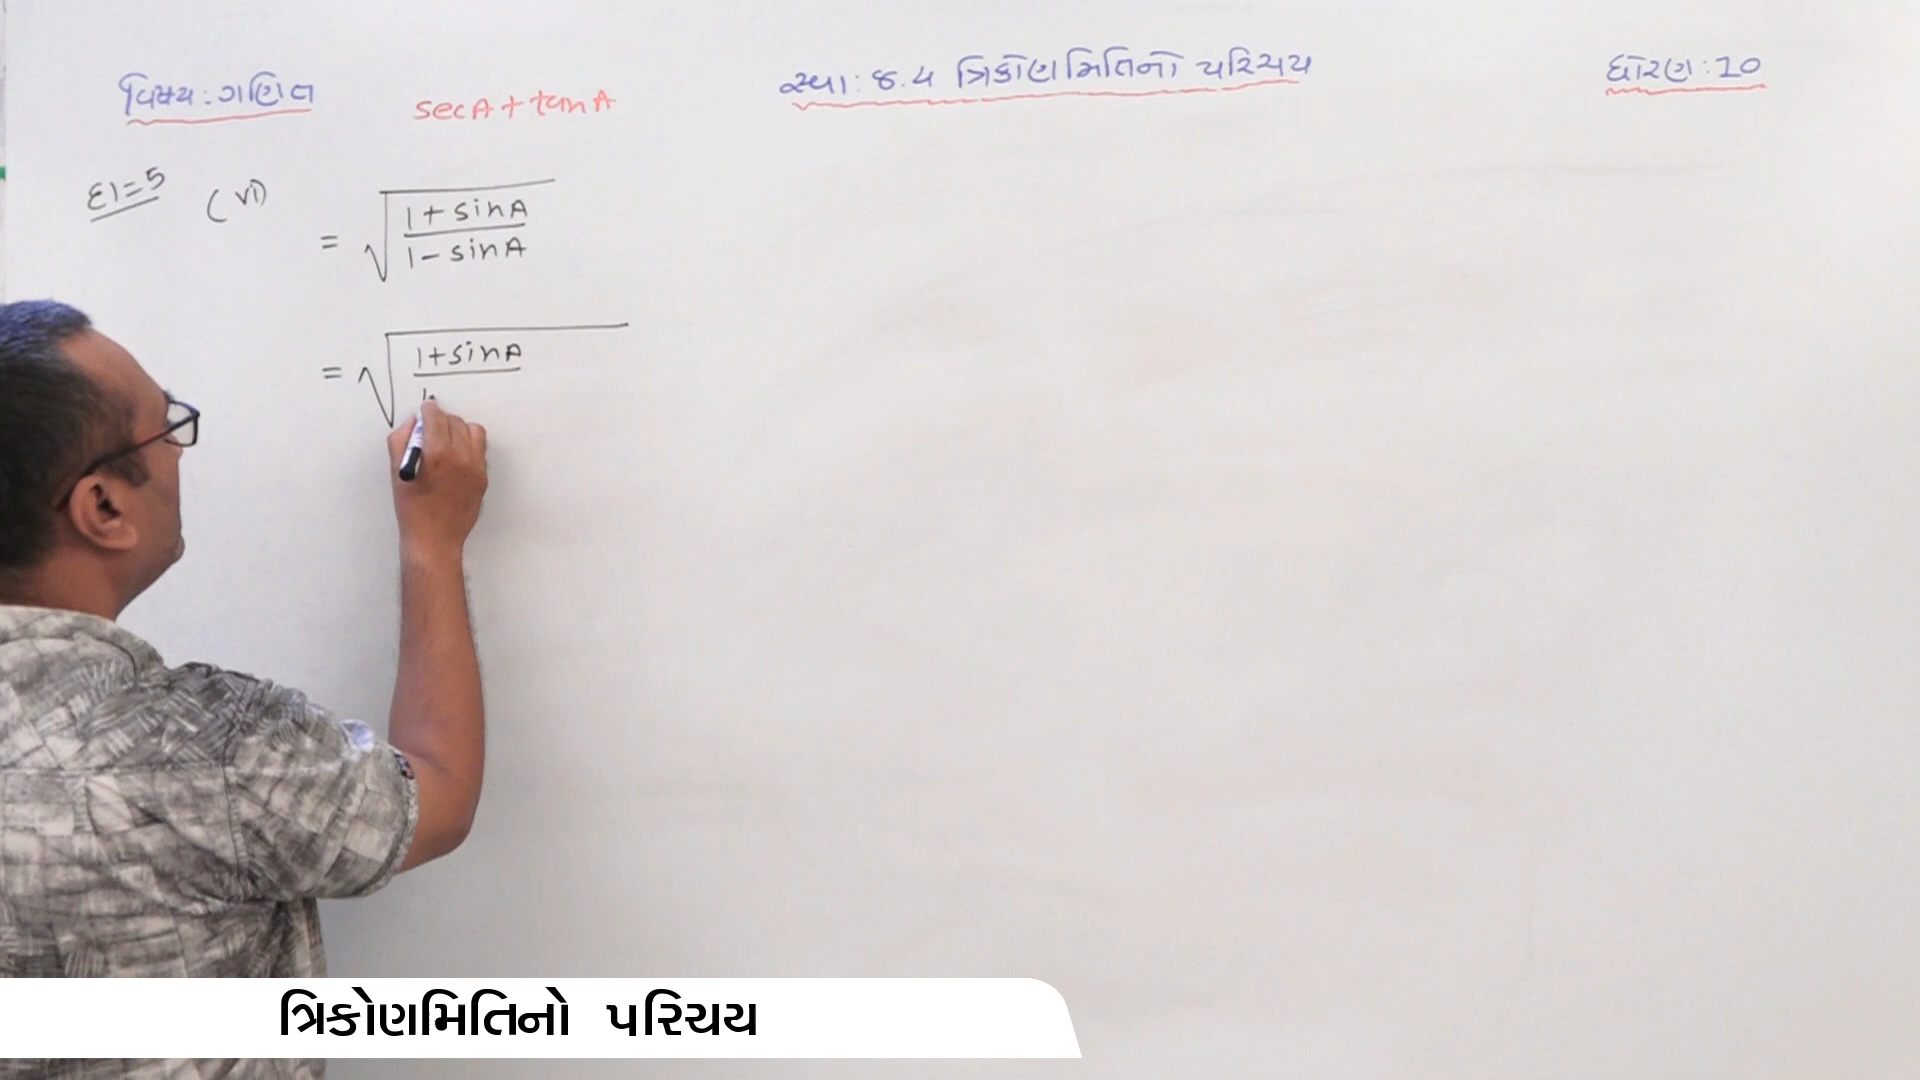 વિષય : ગણિત
secA + tanA
સ્વા : 8.4 ત્રિકોણમિતિનો પરિચય
ધોરણ : 10
દા = 5 (vi)
= √(1 + sinA / 1 - sinA)
= √(1 + sinA / 1
ત્રિકોણમિતિનો પરિચય